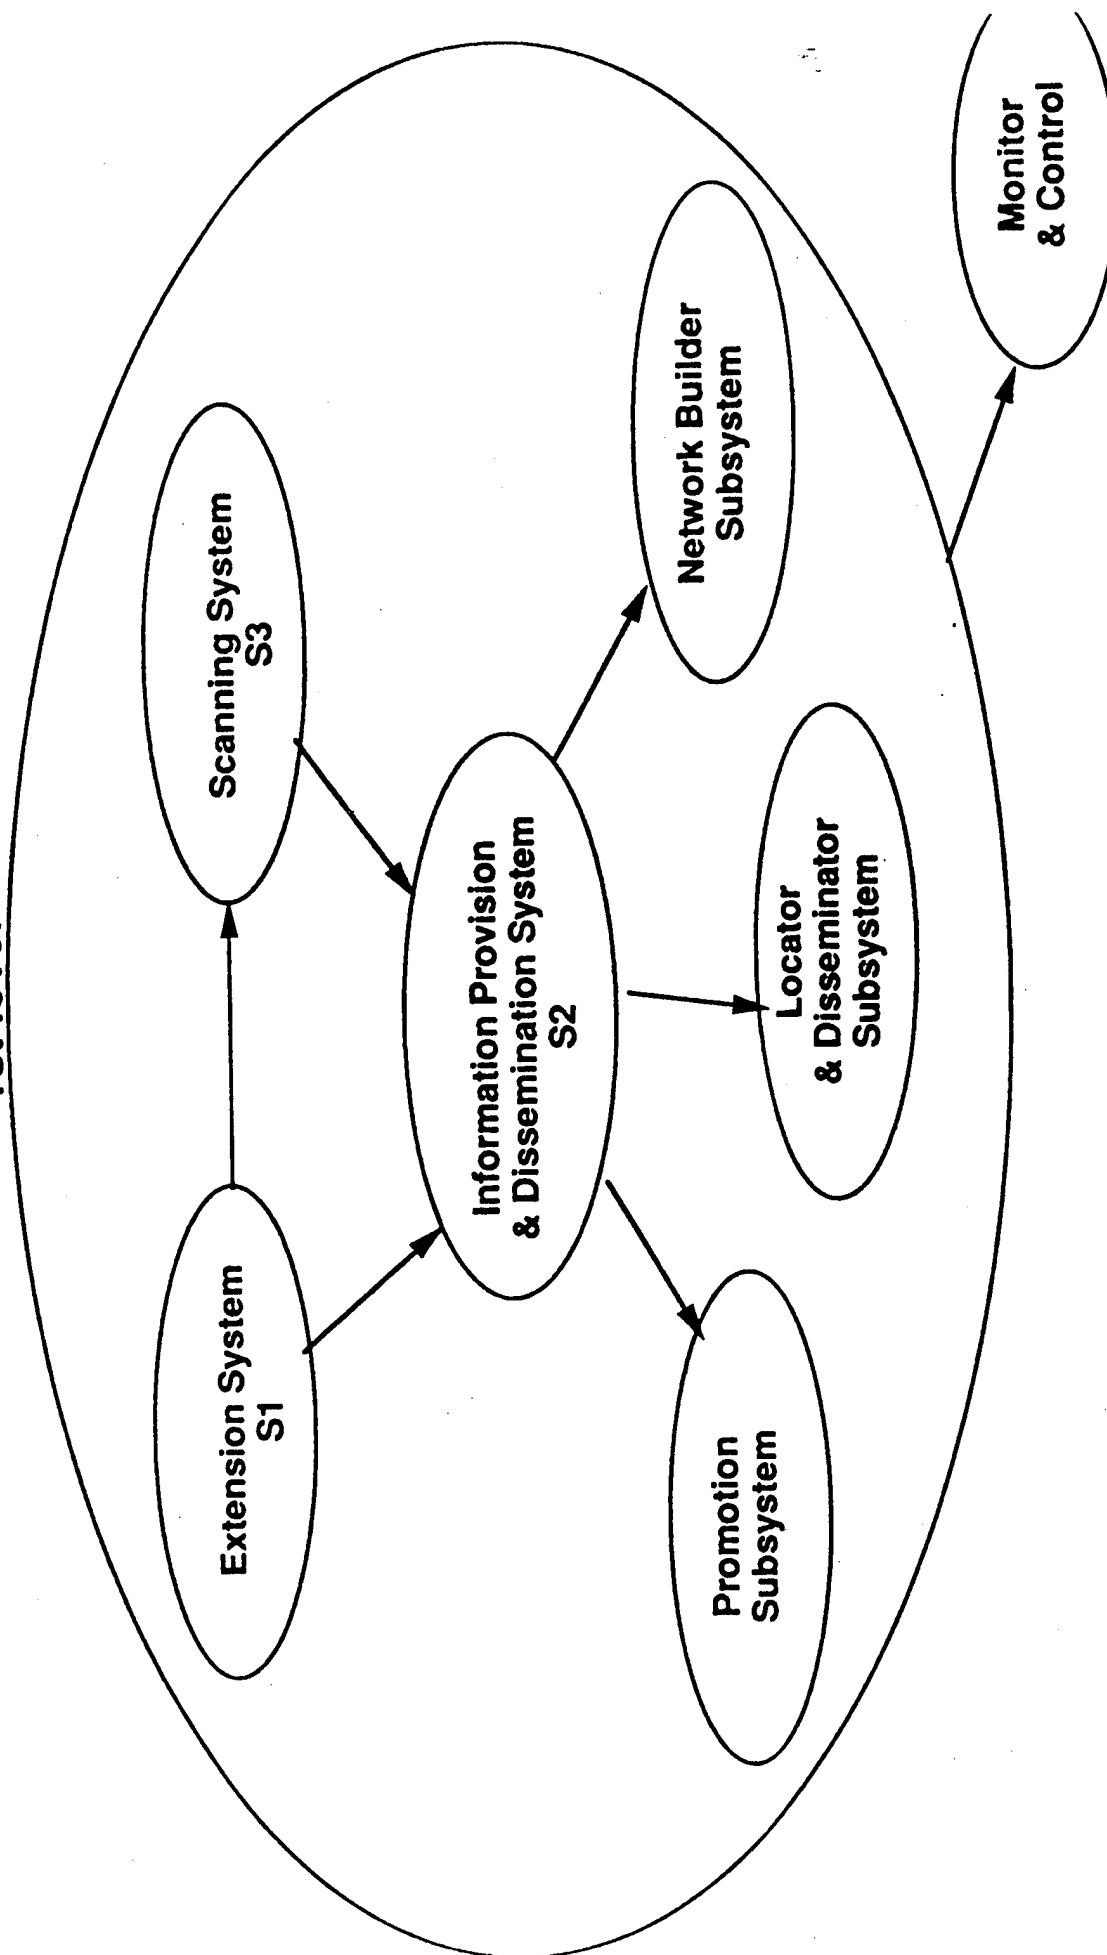 Extension System
S1
Scanning System
S3
Information Provision
& Dissemination System
S2
Promotion
Subsystem
Locator
& Disseminator
Subsystem
Network Builder
Subsystem
Monitor
& Control